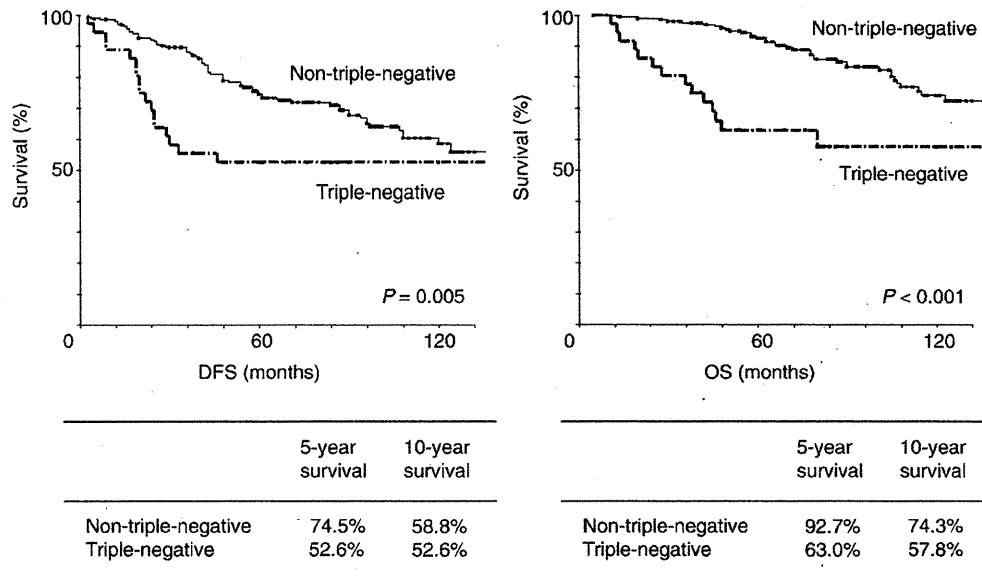 100
Non-triple-negative
Survival (%)
50
Triple-negative
P = 0.005
0
60
120
DFS (months)
5-year survival
10-year survival
Non-triple-negative 74.5% 58.8%
Triple-negative 52.6% 52.6%
100
Non-triple-negative
Survival (%)
50
Triple-negative
P < 0.001
0
60
120
OS (months)
5-year survival
10-year survival
Non-triple-negative 92.7% 74.3%
Triple-negative 63.0% 57.8%